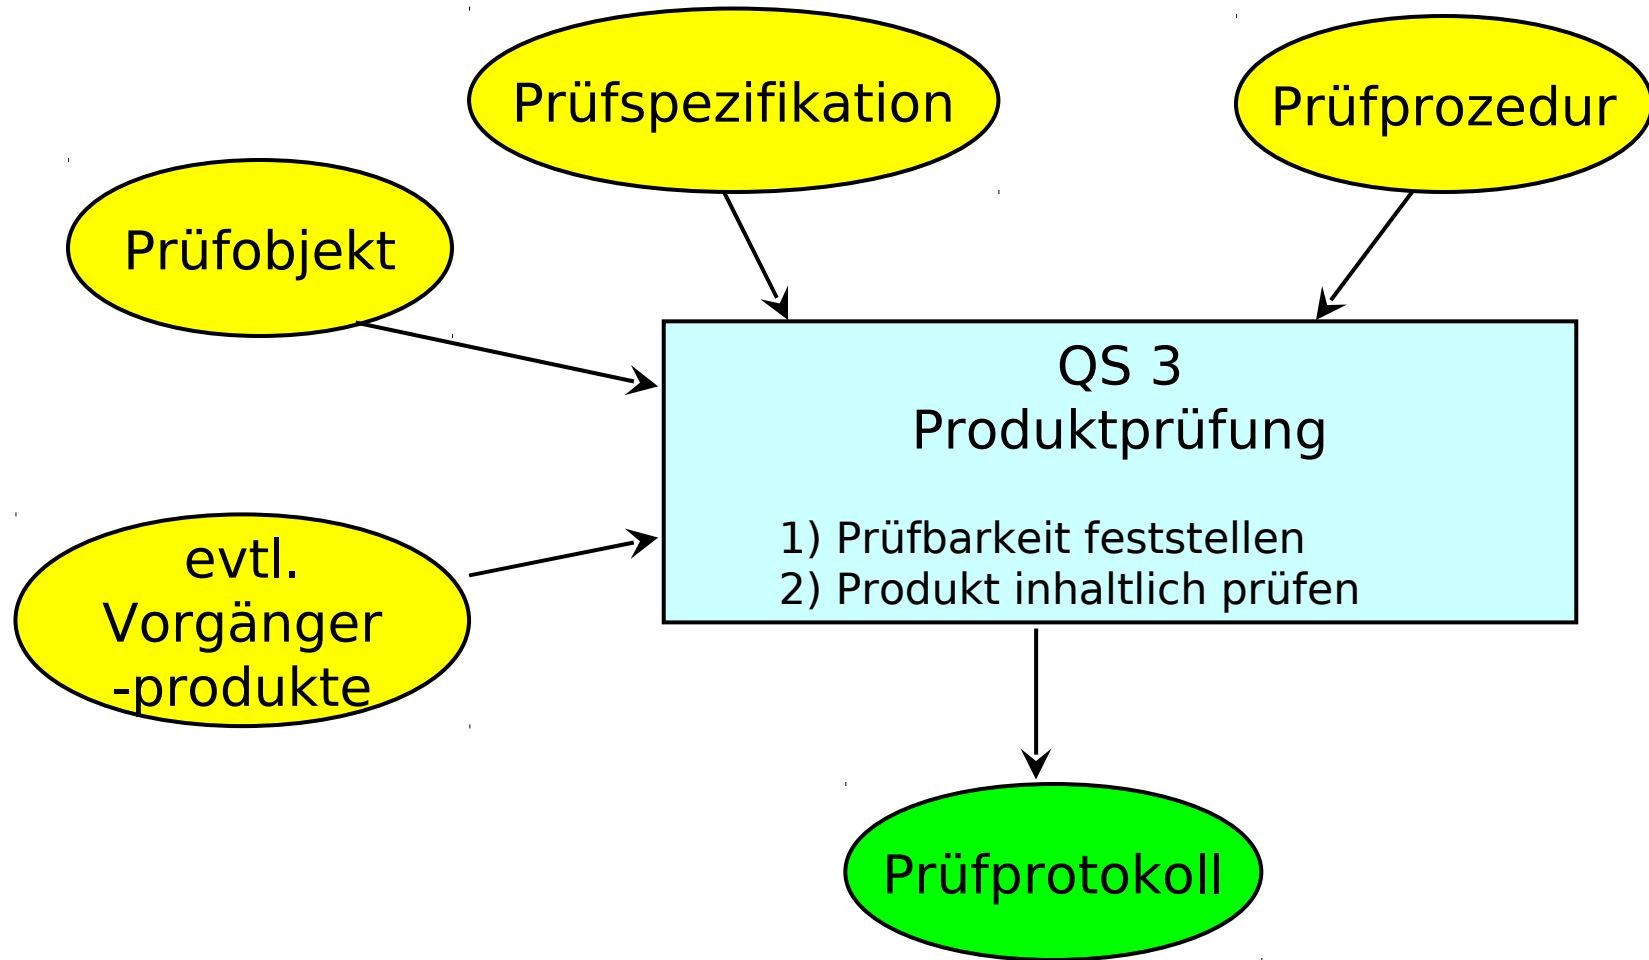 Prüfspezifikation
Prüfprozedur
Prüfobjekt
QS 3
Produktprüfung
1) Prüfbarkeit feststellen
2) Produkt inhaltlich prüfen
evtl.
Vorgänger
-produkte
Prüfprotokoll